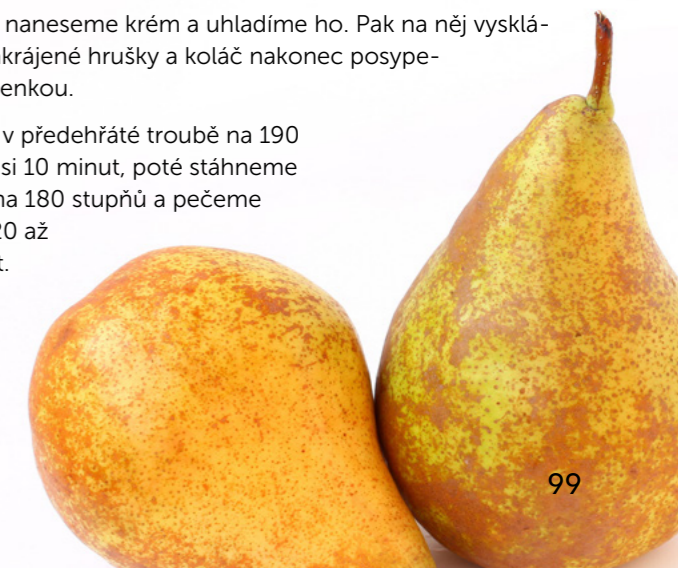 naneseme krém a uhladíme ho. Pak na něj vysklá-
krájené hrušky a koláč nakonec posype-
enkou.
v předehřáté troubě na 190
si 10 minut, poté stáhneme
na 180 stupňů a pečeme
20 až
t.
99